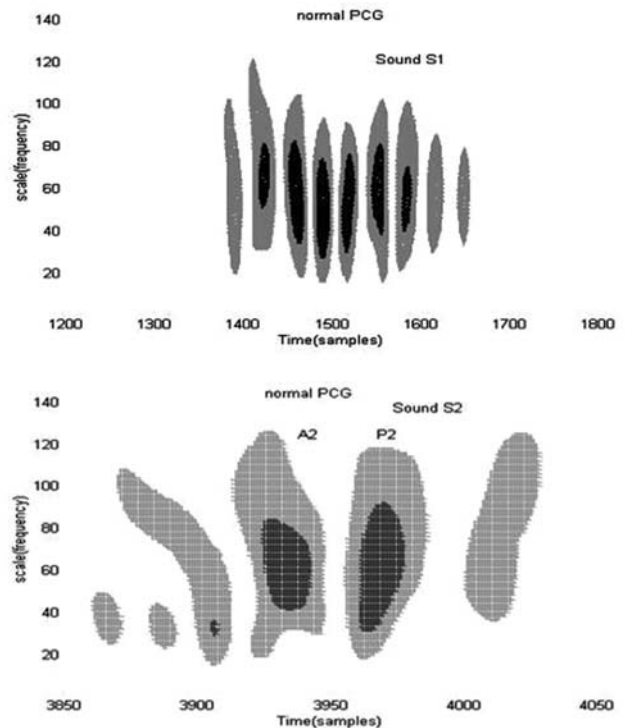 normal PCG
Sound S1
scale(frequency)
140
120
100
80
60
40
20
1200 1300 1400 1500 1600 1700 1800
Time(samples)
normal PCG
Sound S2
A2 P2
scale(frequency)
140
120
100
80
60
40
20
3850 3900 3950 4000 4050
Time(samples)